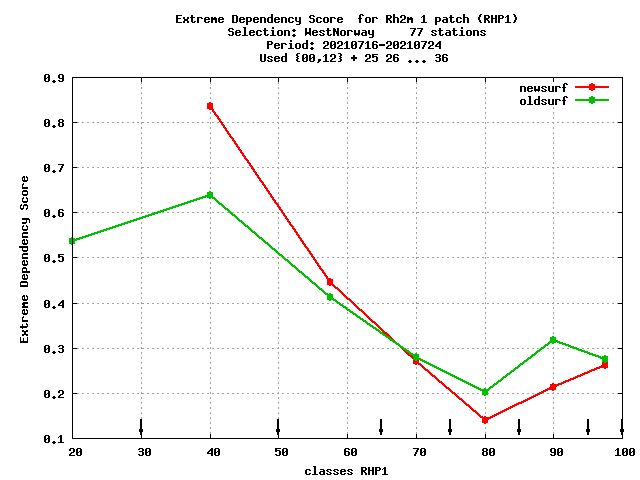 Extreme Dependency Score  for Rh2m 1 patch (RHP1)
Selection: WestNorway     77 stations
Period: 20210716-20210724
Used {00,12} + 25 26 ... 36
newsurf
oldsurf
0.9
0.8
0.7
0.6
0.5
0.4
0.3
0.2
0.1
Extreme Dependency Score
20 30 40 50 60 70 80 90 100
classes RHP1